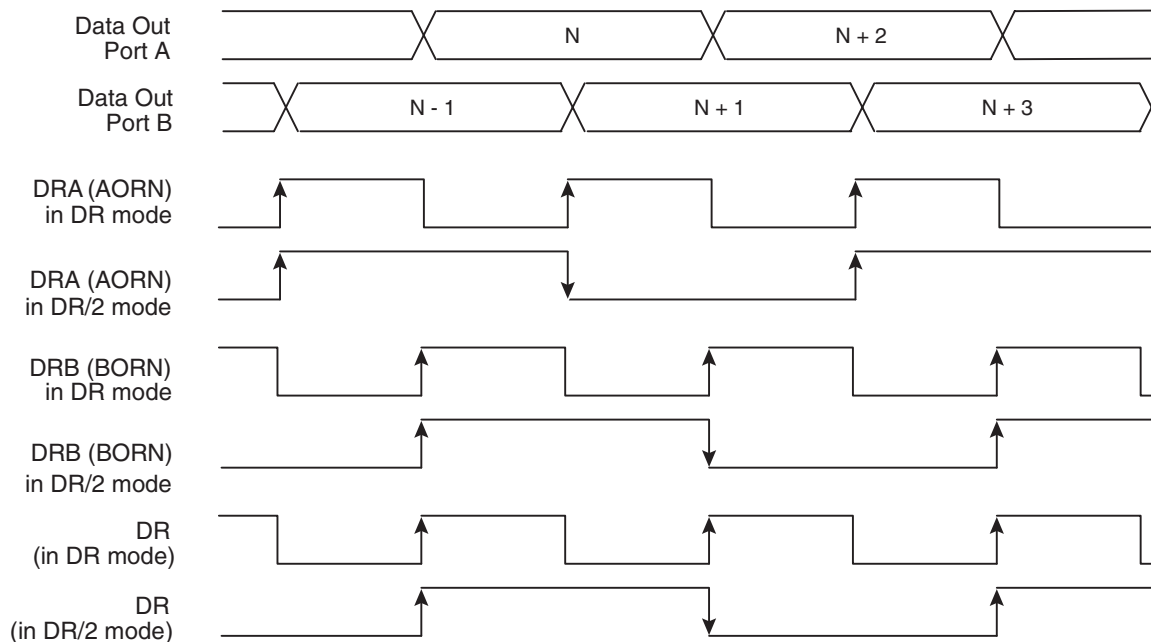 Data Out
Port A
N
N + 2
Data Out
Port B
N - 1
N + 1
N + 3
DRA (AORN)
in DR mode
DRA (AORN)
in DR/2 mode
DRB (BORN)
in DR mode
DRB (BORN)
in DR/2 mode
DR
(in DR mode)
DR
(in DR/2 mode)